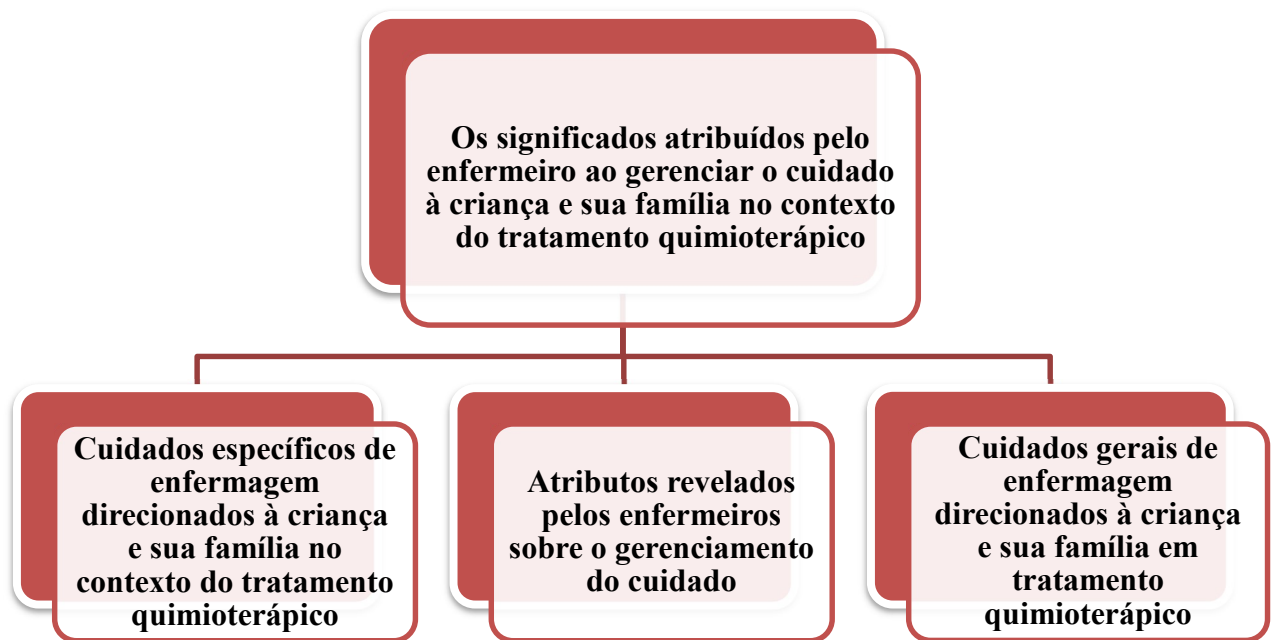 Os significados atribuídos pelo
enfermeiro ao gerenciar o cuidado
à criança e sua família no contexto
do tratamento quimioterápico
Cuidados específicos de
enfermagem
direcionados à criança
e sua família no
contexto do tratamento
quimioterápico
Atributos revelados
pelos enfermeiros
sobre o gerenciamento
do cuidado
Cuidados gerais de
enfermagem
direcionados à criança
e sua família em
tratamento
quimioterápico